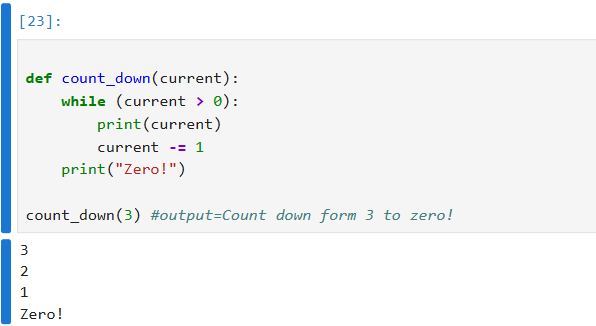 [23]:
def count_down(current):
    while (current > 0):
        print(current)
        current -= 1
    print("Zero!")
count_down(3) #output=Count down form 3 to zero!
3
2
1
Zero!